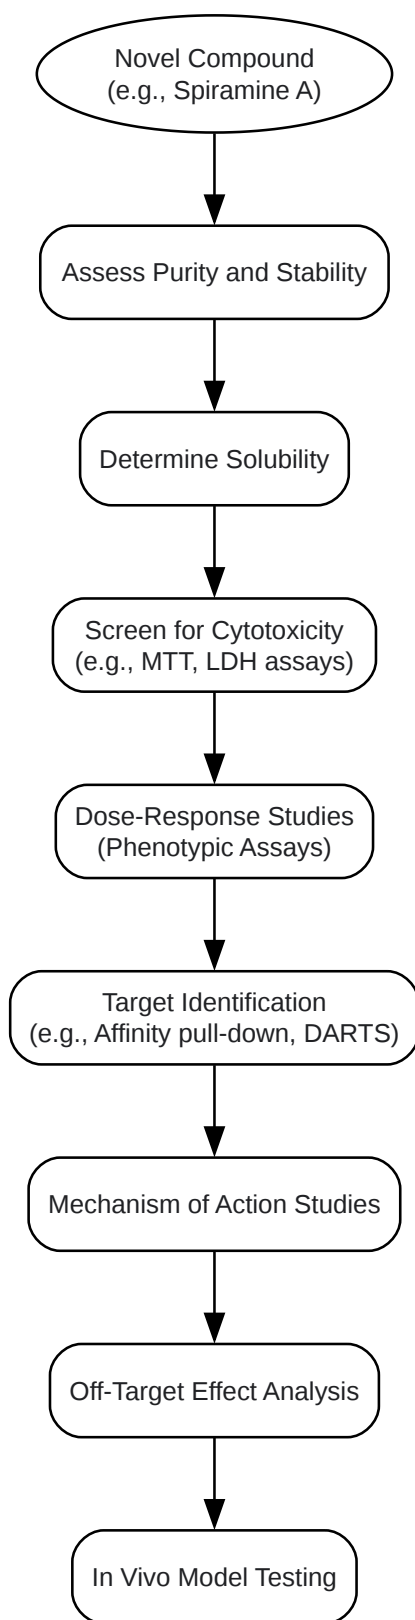 Novel Compound
(e.g., Spiramine A)
Assess Purity and Stability
Determine Solubility
Screen for Cytotoxicity
(e.g., MTT, LDH assays)
Dose-Response Studies
(Phenotypic Assays)
Target Identification
(e.g., Affinity pull-down, DARTS)
Mechanism of Action Studies
Off-Target Effect Analysis
In Vivo Model Testing